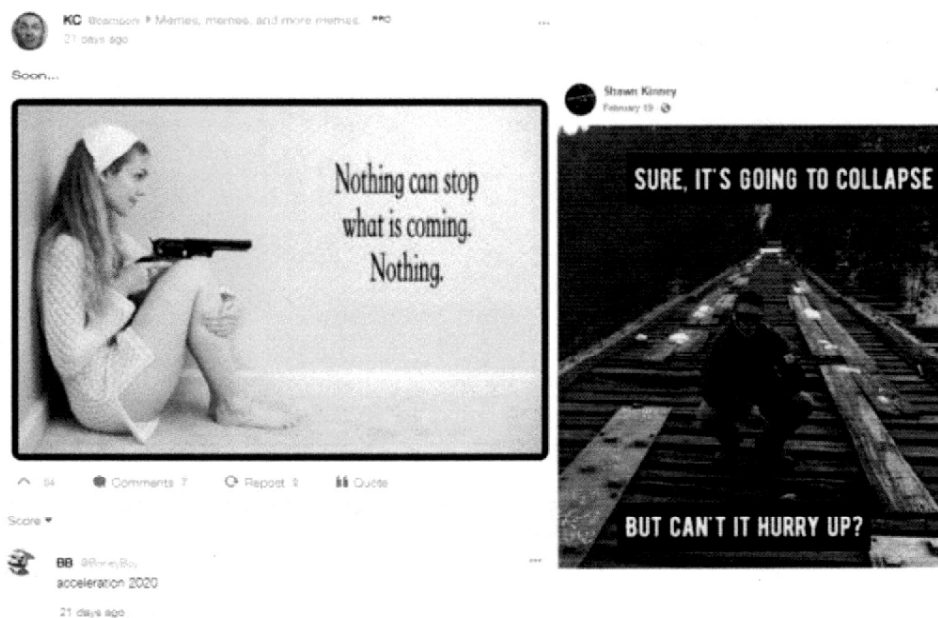 KC @campom Memes, memes, and more memes. PRO
21 days ago
Soon...
Nothing can stop
what is coming.
Nothing.
Comments 7 Repost Quote
Score
BB
acceleration 2020
21 days ago
Shawn Kinney
February 19
SURE, IT'S GOING TO COLLAPSE
BUT CAN'T IT HURRY UP?